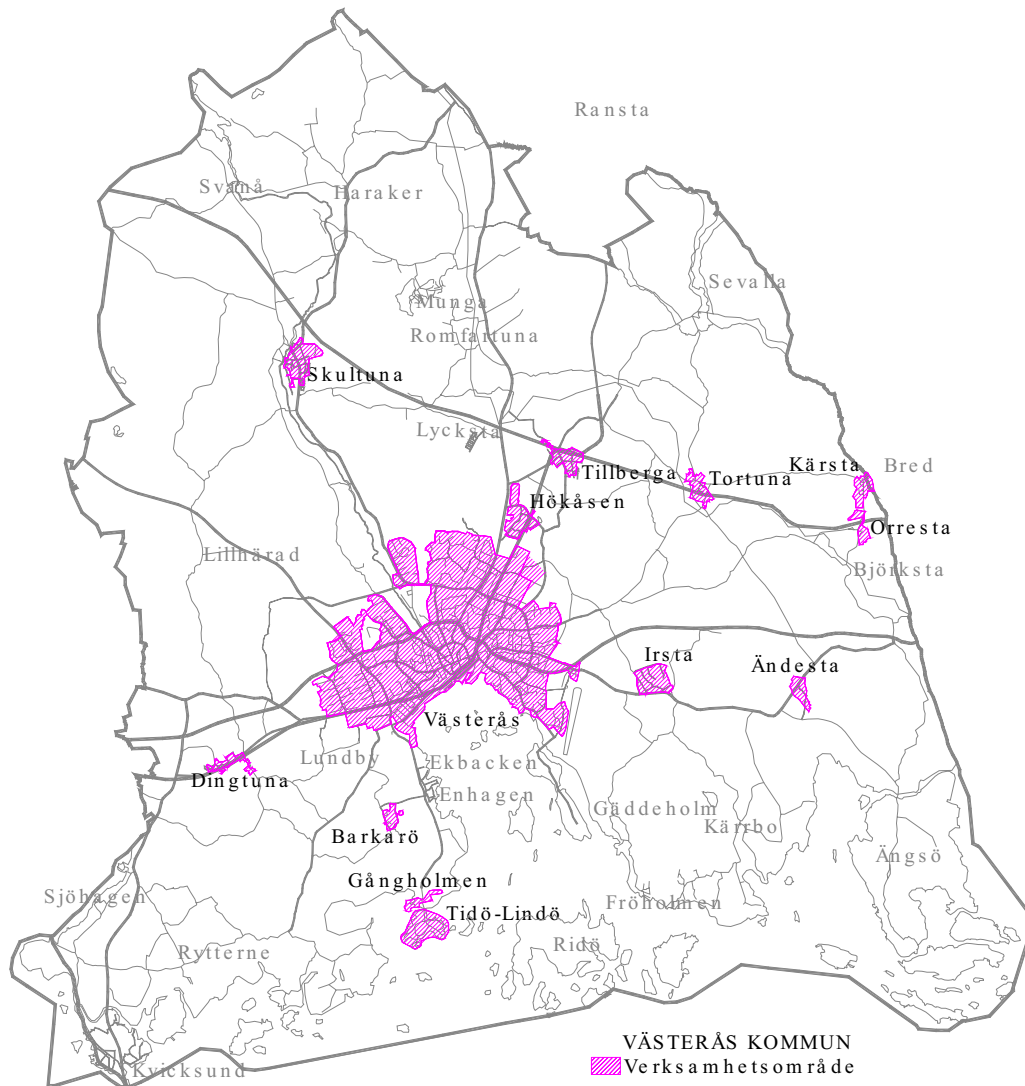 Ransta
Svanå
Haraker
Sevalla
Munga
Romfartuna
Skultuna
Lycksta
Tillberga
Tortuna
Kärsta
Bred
Hökåsen
Orresta
Lillhärad
Björksta
Irsta
Ändesta
Västerås
Lundby
Ekbacken
Dingtuna
Enhagen
Gäddeholm
Kärrbo
Barkarö
Ängsö
Gångholmen
Sjöhagen
Fröholmen
Tidö-Lindö
Rytterne
Ridö
VÄSTERÅS KOMMUN
Verksamhetsområde
Kvicksund